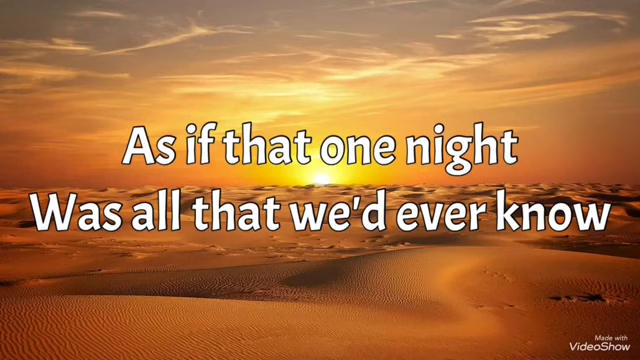 As if that one night
Was all that we'd ever know
Made with
VideoShow